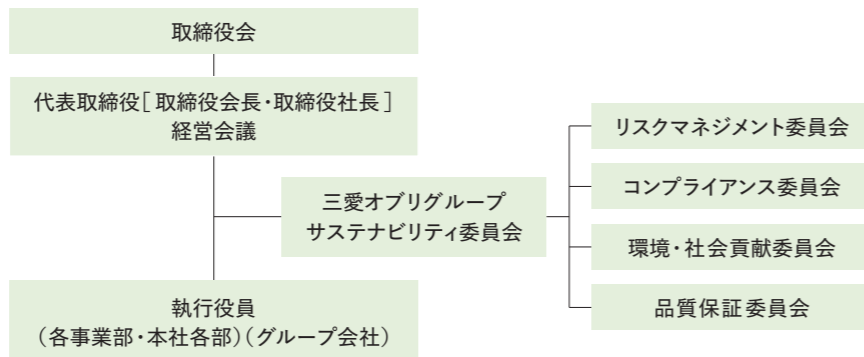 取締役会
代表取締役[取締役会長・取締役社長]
経営会議
三愛オブリグループ
サステナビリティ委員会
リスクマネジメント委員会
コンプライアンス委員会
環境・社会貢献委員会
品質保証委員会
執行役員
(各事業部・本社各部)(グループ会社)